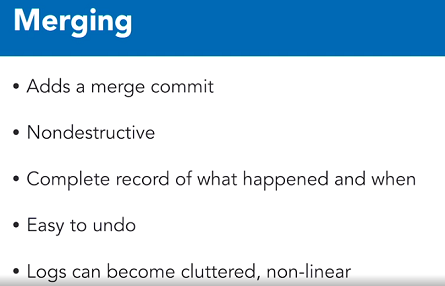 Merging
• Adds a merge commit
• Nondestructive
• Complete record of what happened and when
• Easy to undo
• Logs can become cluttered, non-linear